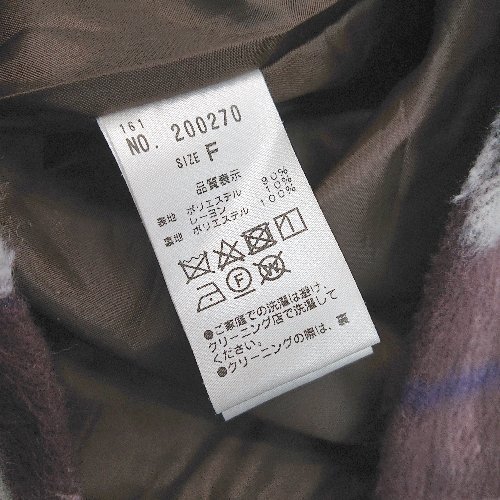 161
NO. 200270
SIZE F
品質表示
表地 ポリエステル 90%
レーヨン 10%
裏地 ポリエステル 100%
F
W
●ご家庭での洗濯は避け、
クリーニング店で洗濯して
ください。
●クリーニングの際は、裏